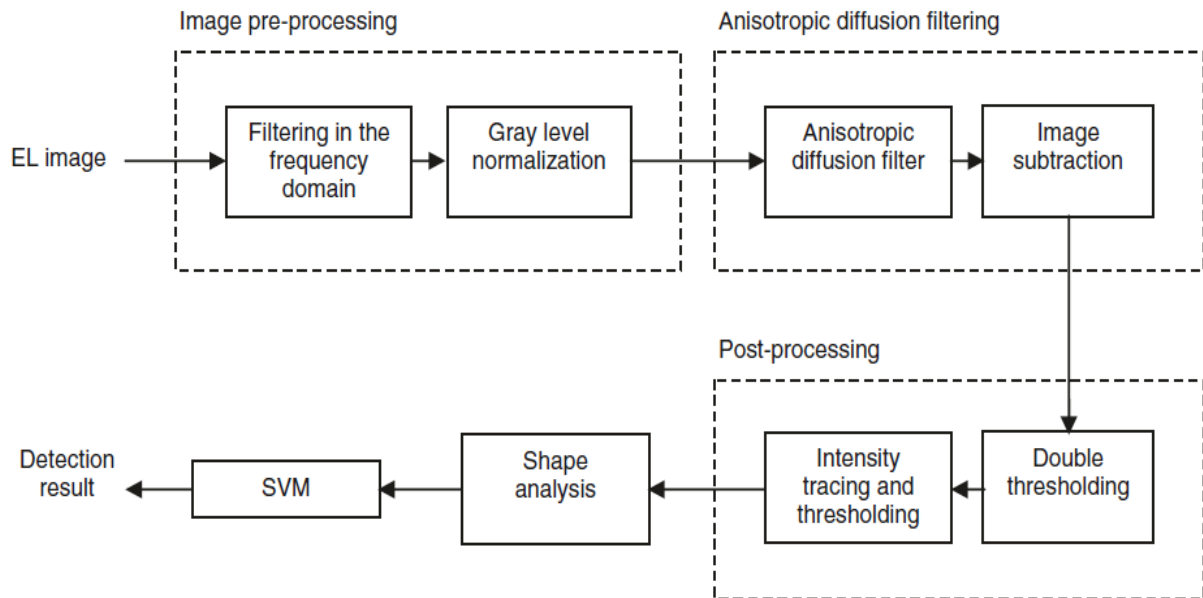 Image pre-processing
Anisotropic diffusion filtering
EL image
Filtering in the
frequency
domain
Gray level
normalization
Anisotropic
diffusion filter
Image
subtraction
Post-processing
Double
thresholding
Intensity
tracing and
thresholding
Shape
analysis
SVM
Detection
result